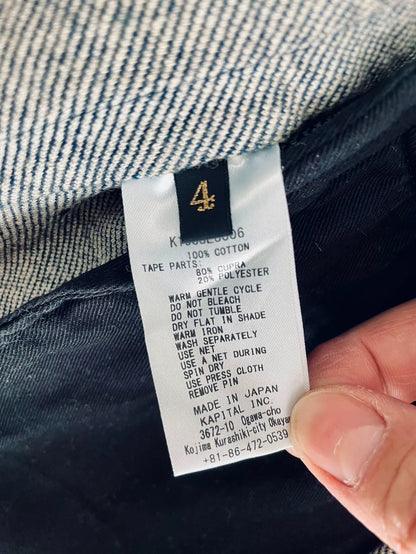 4
100% COTTON
TAPE PARTS: 80% CUPRA
20% POLYESTER
WARM GENTLE CYCLE
DO NOT BLEACH
DO NOT TUMBLE
DRY FLAT IN SHADE
WARM IRON
WASH SEPARATELY
USE NET
USE A NET DURING
SPIN DRY
USE PRESS CLOTH
REMOVE PIN
MADE IN JAPAN
KAPITAL INC.
3672-10 Ogawa-cho
Kojima Kurashiki-city Okayam
+81-86-472-0539